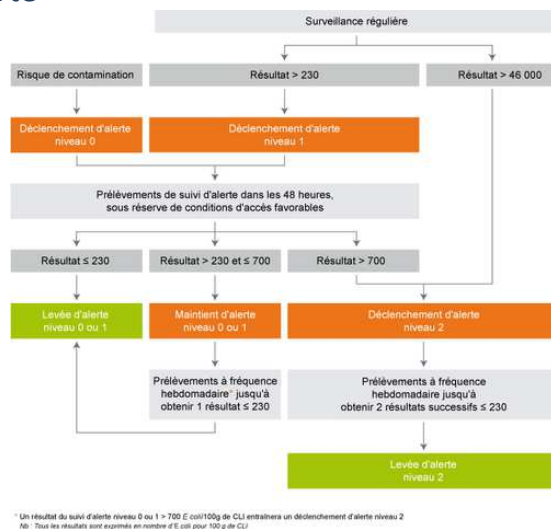 Surveillance régulière
Risque de contamination
Résultat > 230
Résultat > 46 000
Déclenchement d'alerte
niveau 0
Déclenchement d'alerte
niveau 1
Prélèvements de suivi d'alerte dans les 48 heures,
sous réserve de conditions d'accès favorables
Résultat ≤ 230
Résultat > 230 et ≤ 700
Résultat > 700
Levée d'alerte
niveau 0 ou 1
Maintient d'alerte
niveau 0 ou 1
Déclenchement d'alerte
niveau 2
Prélèvements à fréquence
hebdomadaire* jusqu'à
obtenir 1 résultat ≤ 230
Prélèvements à fréquence
hebdomadaire jusqu'à
obtenir 2 résultats successifs ≤ 230
Levée d'alerte
niveau 2
* Un résultat du suivi d'alerte niveau 0 ou 1 > 700 E coli/100g de CLI entraînera un déclenchement d'alerte niveau 2
Nb : Tous les résultats sont exprimés en nombre d'E coli pour 100 g de CLI